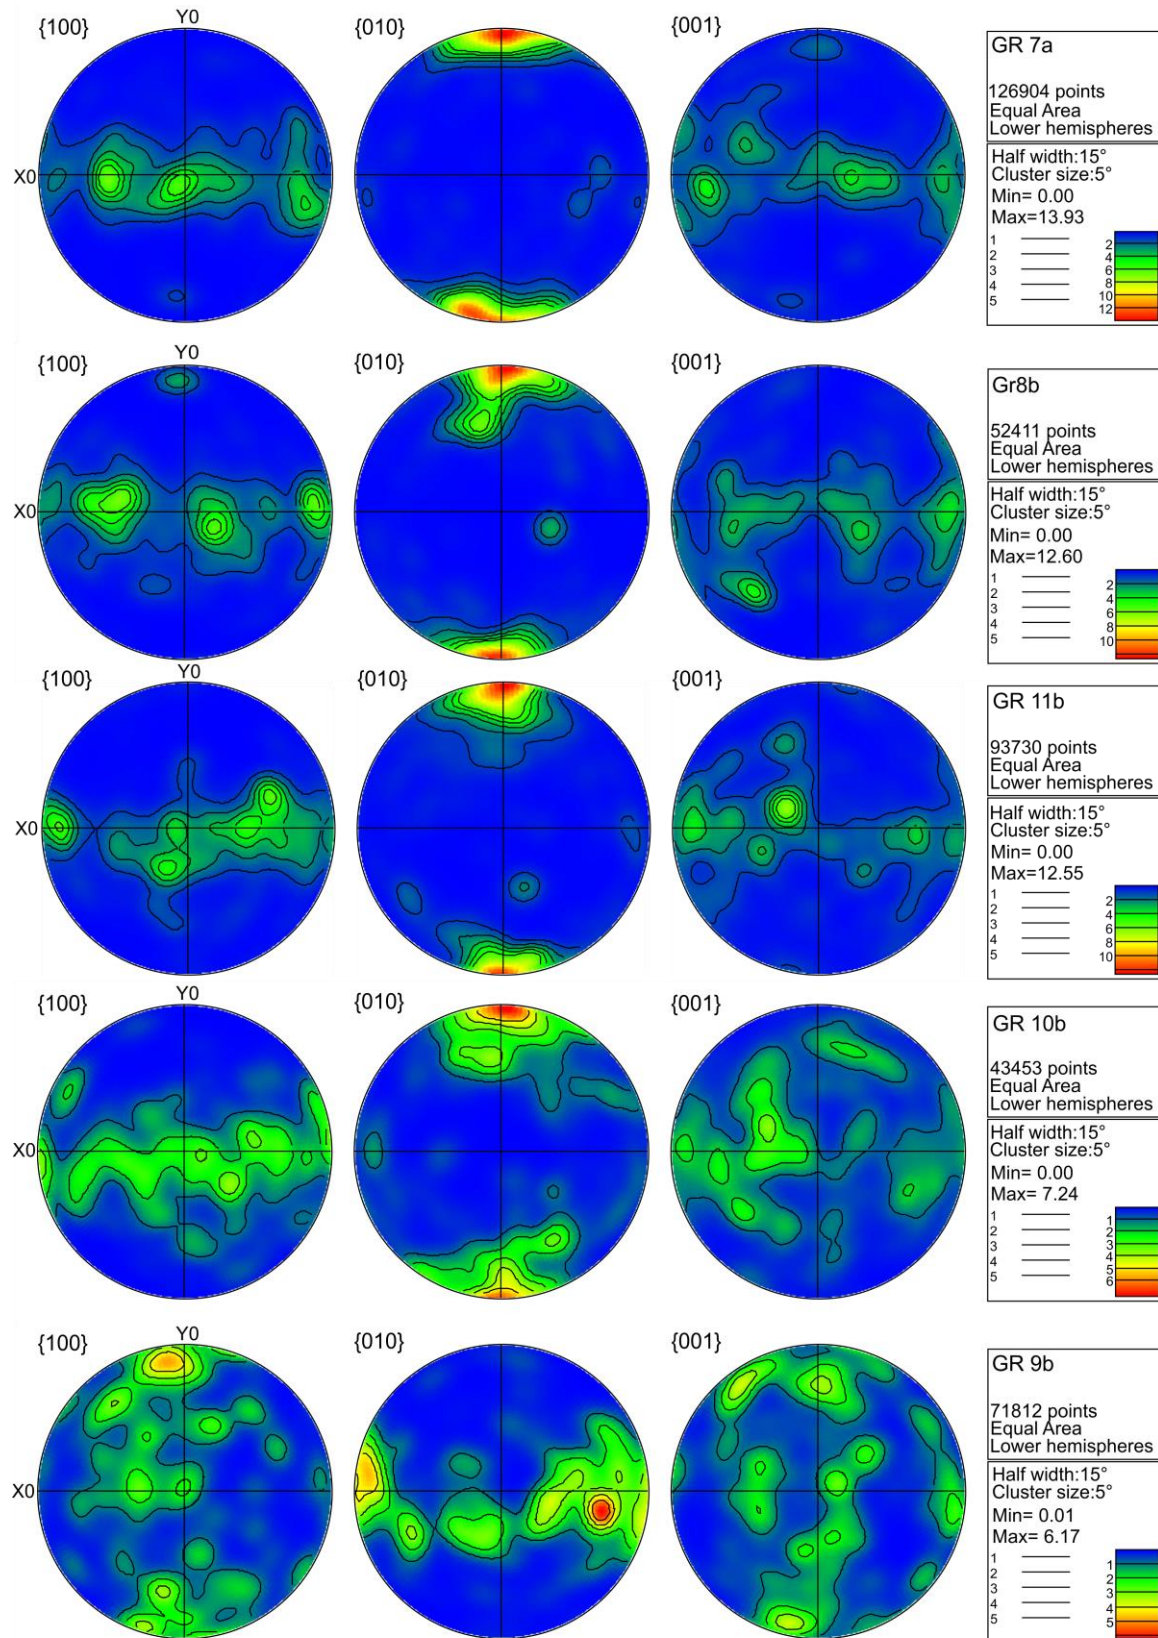 {100}
Y0
{010}
{001}
X0
GR 7a
126904 points
Equal Area
Lower hemispheres
Half width:15°
Cluster size:5°
Min= 0.00
Max=13.93
1
2
3
4
5
2
4
6
8
10
12
{100}
Y0
{010}
{001}
X0
Gr8b
52411 points
Equal Area
Lower hemispheres
Half width:15°
Cluster size:5°
Min= 0.00
Max=12.60
1
2
3
4
5
2
4
6
8
10
{100}
Y0
{010}
{001}
X0
GR 11b
93730 points
Equal Area
Lower hemispheres
Half width:15°
Cluster size:5°
Min= 0.00
Max=12.55
1
2
3
4
5
2
4
6
8
10
{100}
Y0
{010}
{001}
X0
GR 10b
43453 points
Equal Area
Lower hemispheres
Half width:15°
Cluster size:5°
Min= 0.00
Max= 7.24
1
2
3
4
5
1
2
3
4
5
6
{100}
Y0
{010}
{001}
X0
GR 9b
71812 points
Equal Area
Lower hemispheres
Half width:15°
Cluster size:5°
Min= 0.01
Max= 6.17
1
2
3
4
5
1
2
3
4
5